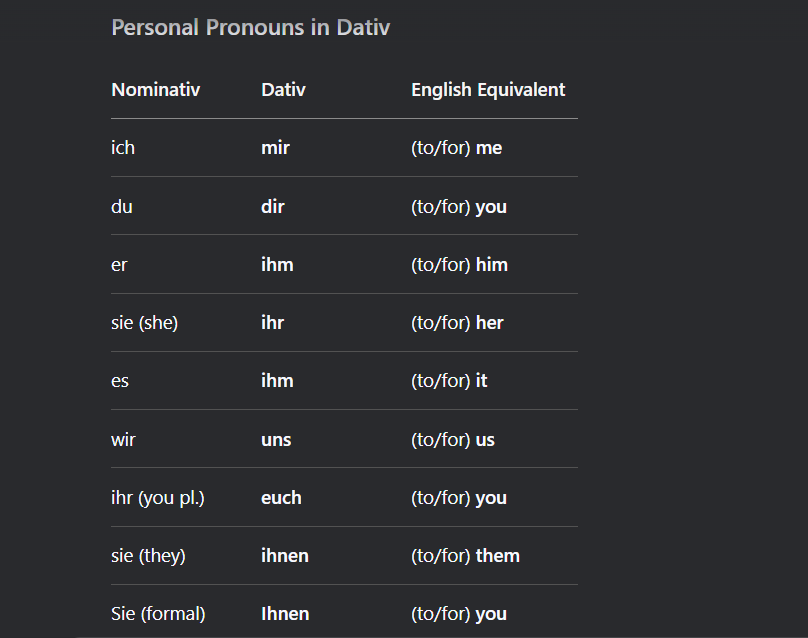 Personal Pronouns in Dativ
Nominativ Dativ English Equivalent
ich mir (to/for) me
du dir (to/for) you
er ihm (to/for) him
sie (she) ihr (to/for) her
es ihm (to/for) it
wir uns (to/for) us
ihr (you pl.) euch (to/for) you
sie (they) ihnen (to/for) them
Sie (formal) Ihnen (to/for) you